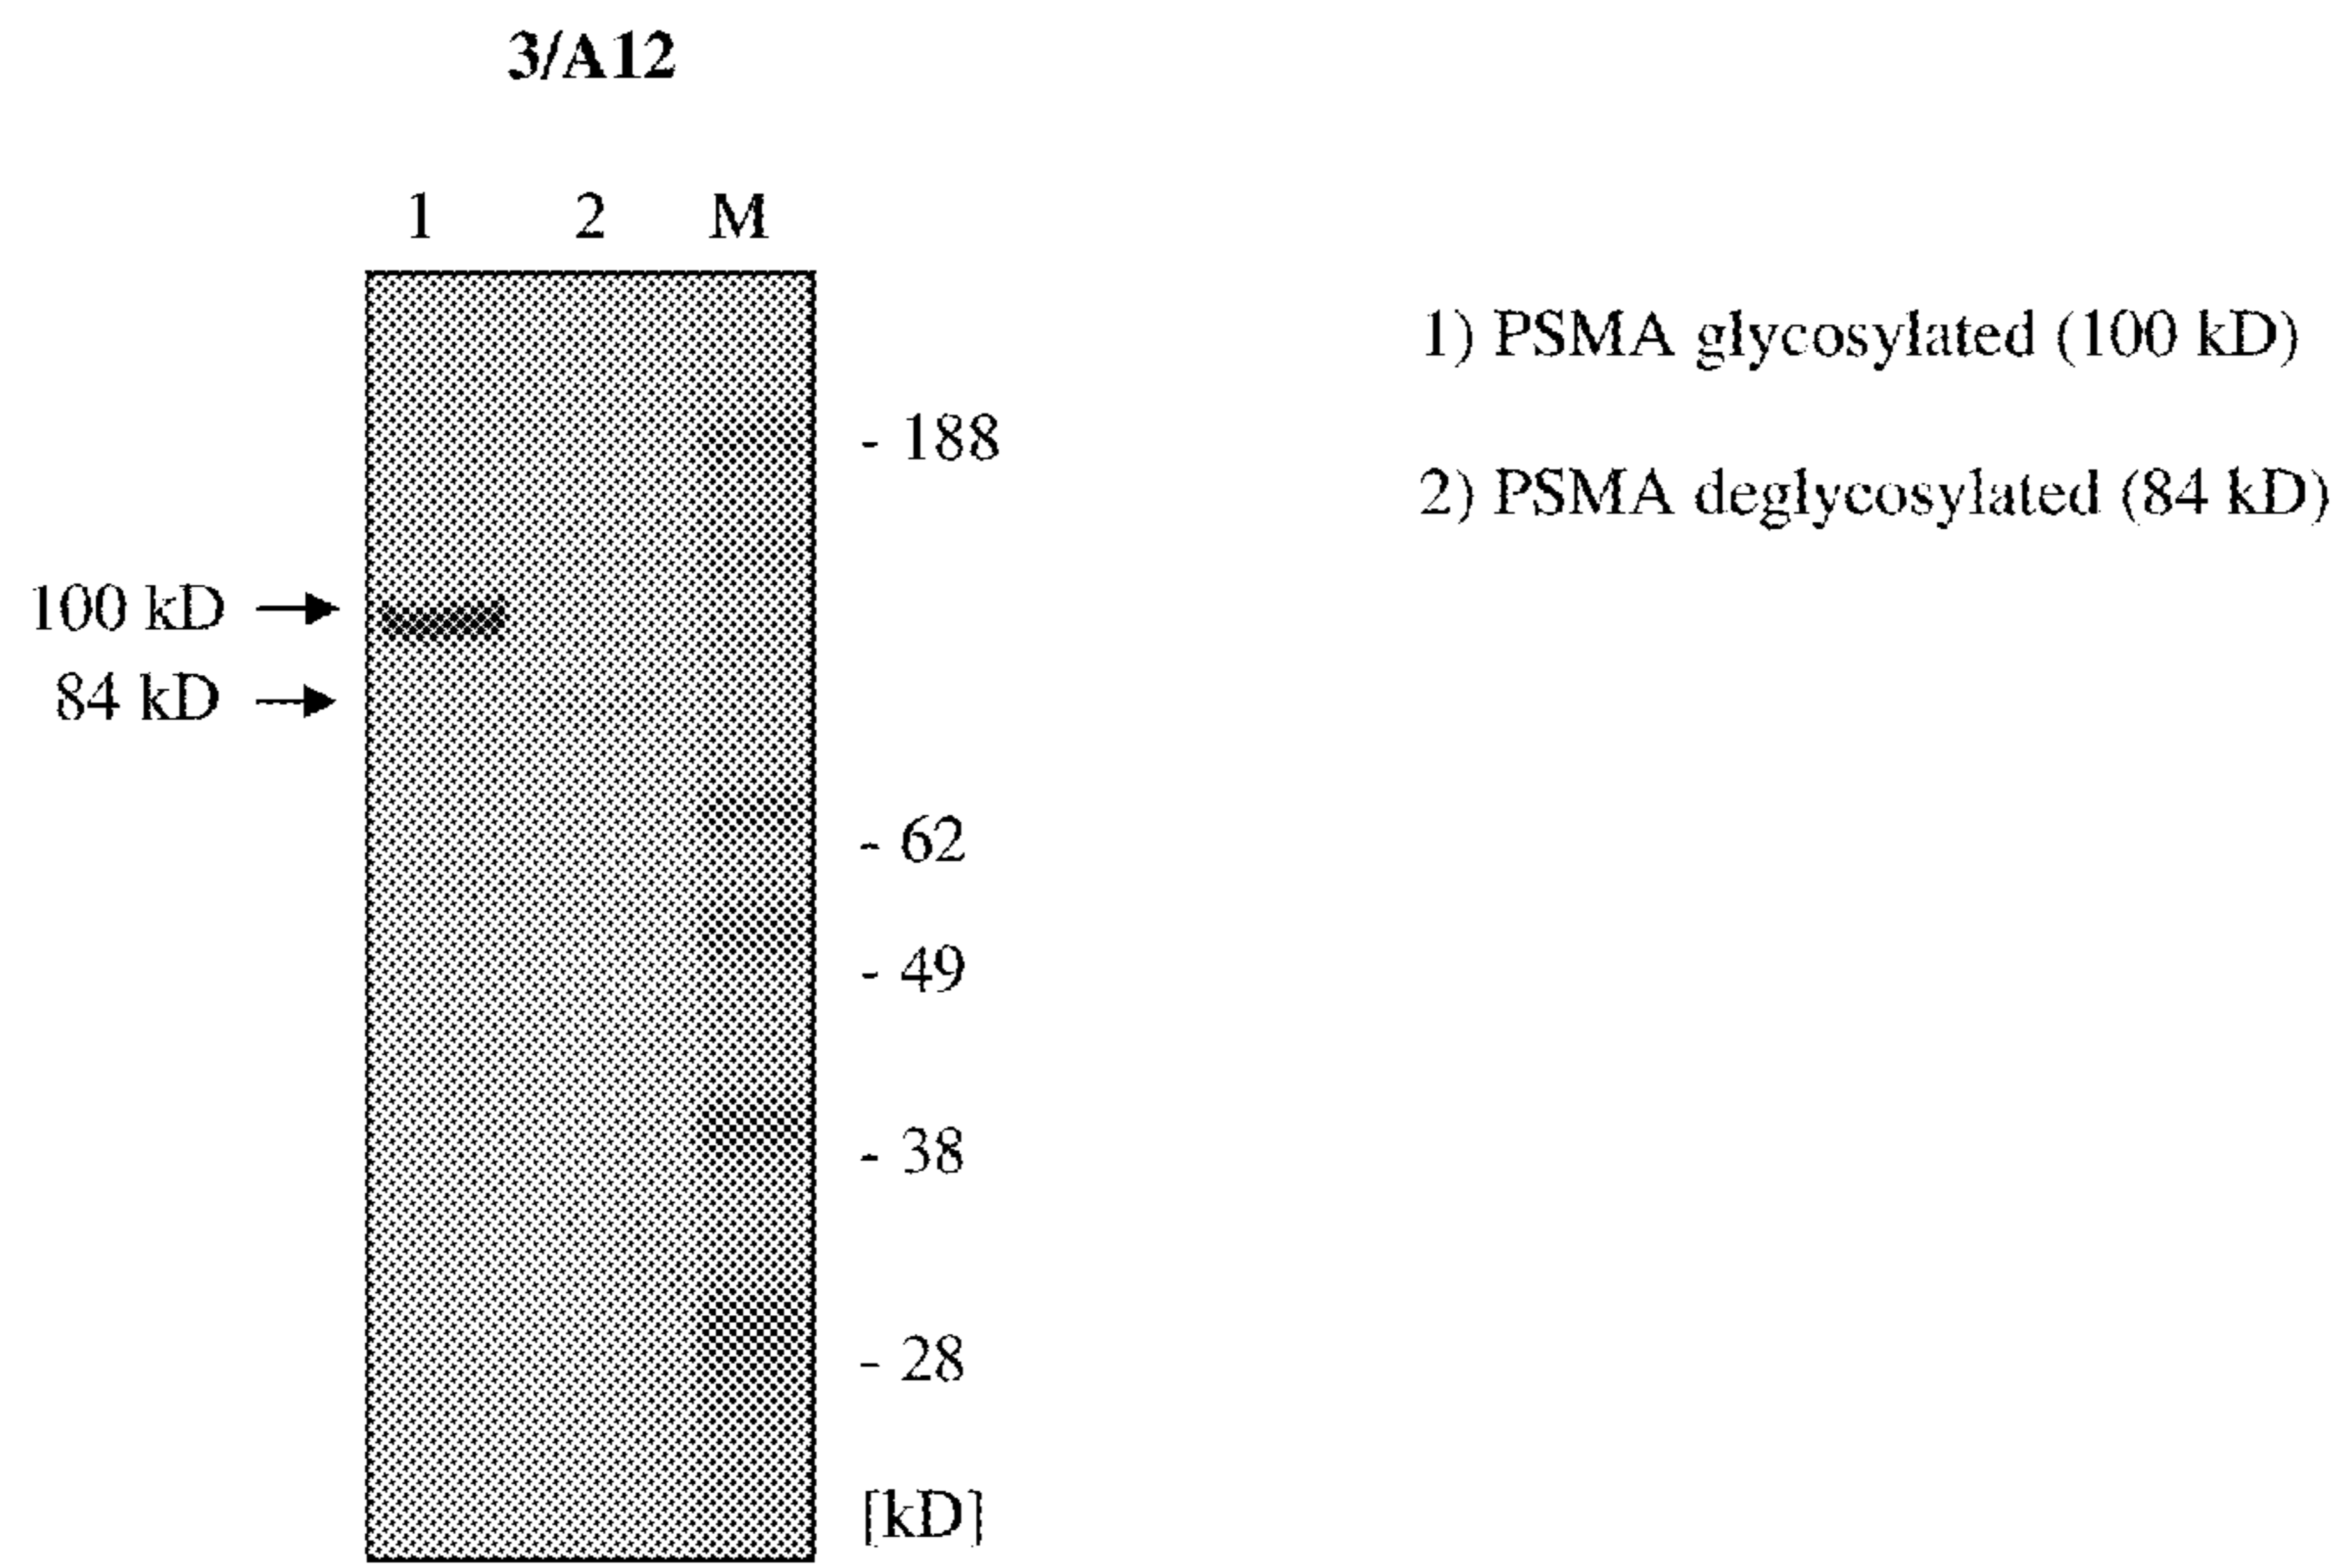 3/A12
1 2 M
1) PSMA glycosylated (100 kD)
- 188
2) PSMA deglycosylated (84 kD)
100 kD
84 kD
- 62
- 49
- 38
- 28
[kD]